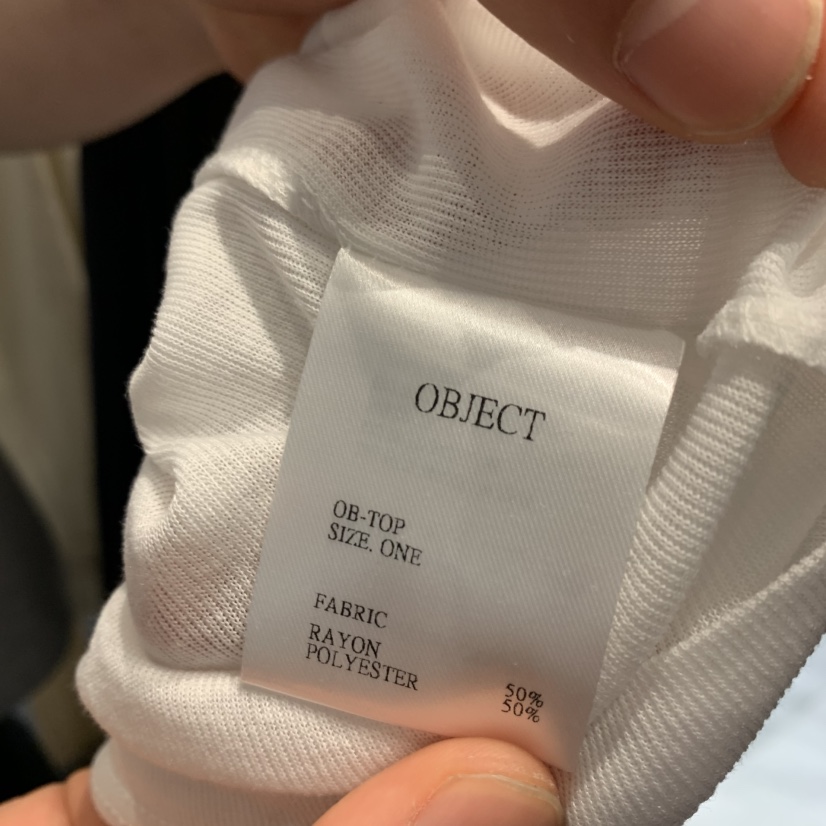 OBJECT
OB-TOP
SIZE. ONE
FABRIC
RAYON 50%
POLYESTER 50%